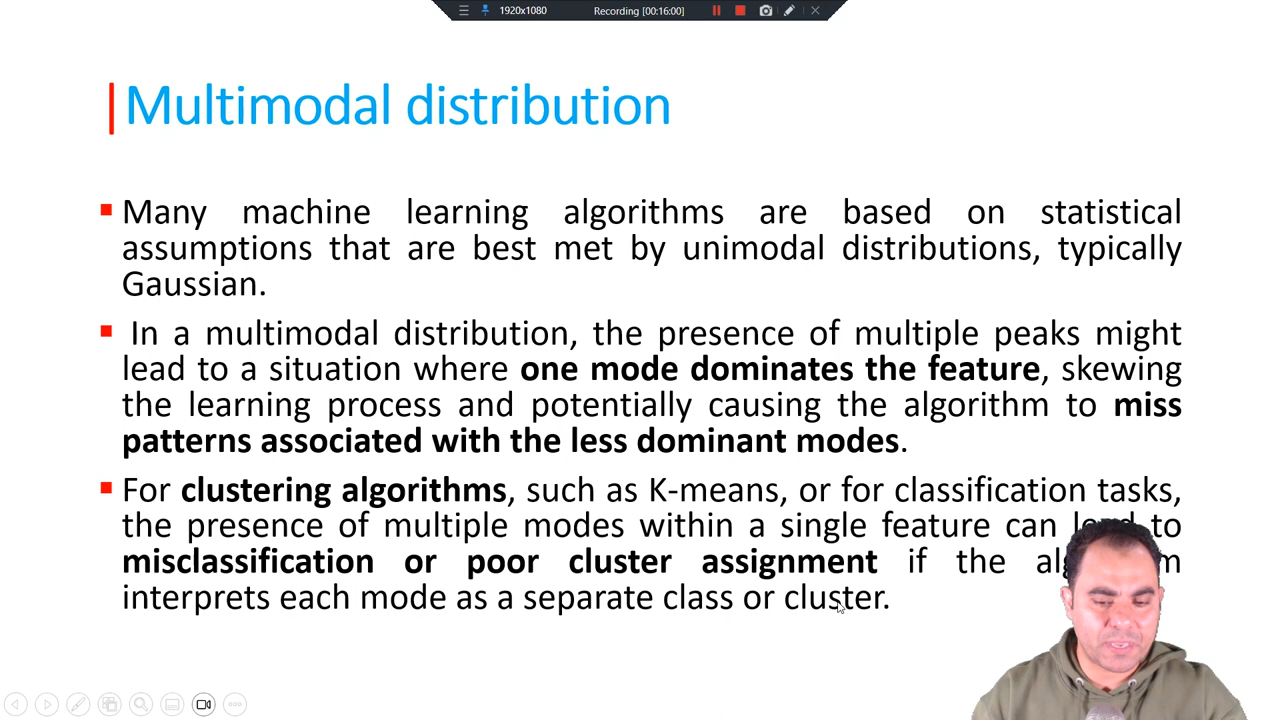 1920x1080 Recording [00:16:00]
Multimodal distribution
Many machine learning algorithms are based on statistical
assumptions that are best met by unimodal distributions, typically
Gaussian.
In a multimodal distribution, the presence of multiple peaks might
lead to a situation where one mode dominates the feature, skewing
the learning process and potentially causing the algorithm to miss
patterns associated with the less dominant modes.
For clustering algorithms, such as K-means, or for classification tasks,
the presence of multiple modes within a single feature can to
misclassification or poor cluster assignment if the
interprets each mode as a separate class or cluster.